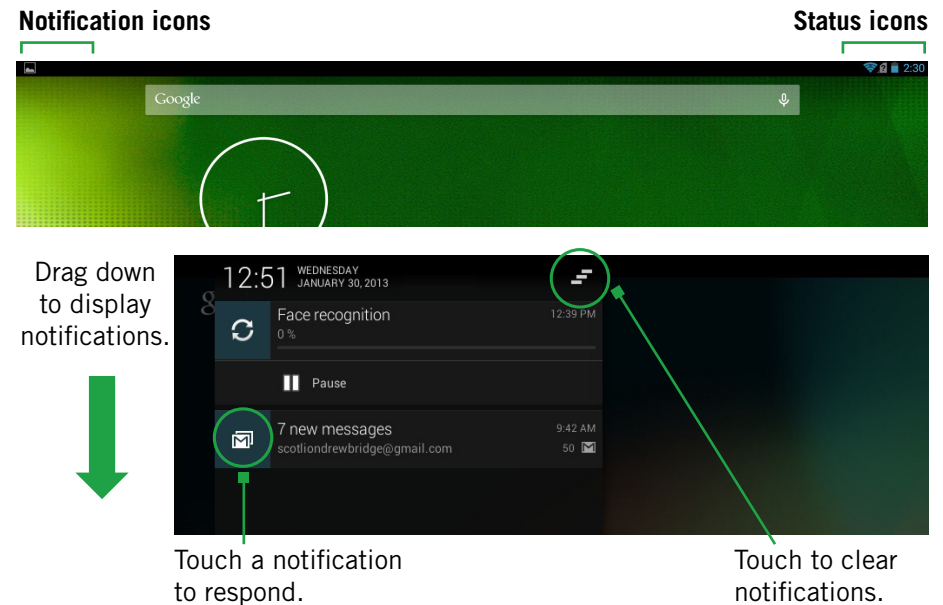 Notification icons
Status icons
2:30
Google
Drag down
to display
notifications.
12:51
WEDNESDAY
JANUARY 30, 2013
g
Face recognition
12:39 PM
0 %
Pause
7 new messages
9:42 AM
scotliondrewbridge@gmail.com
50
Touch a notification
to respond.
Touch to clear
notifications.